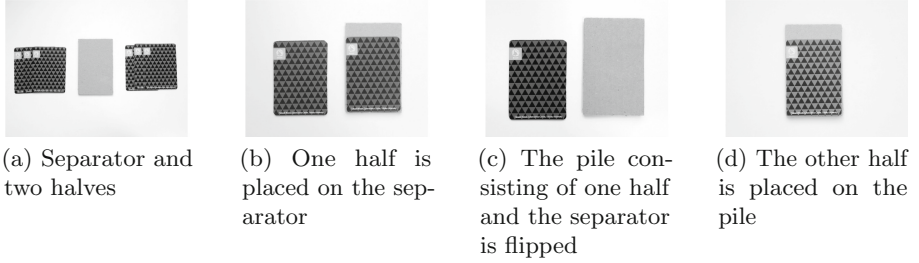 (a) Separator and
two halves
(b) One half is
placed on the sep-
arator
(c) The pile con-
sisting of one half
and the separator
is flipped
(d) The other half
is placed on the
pile